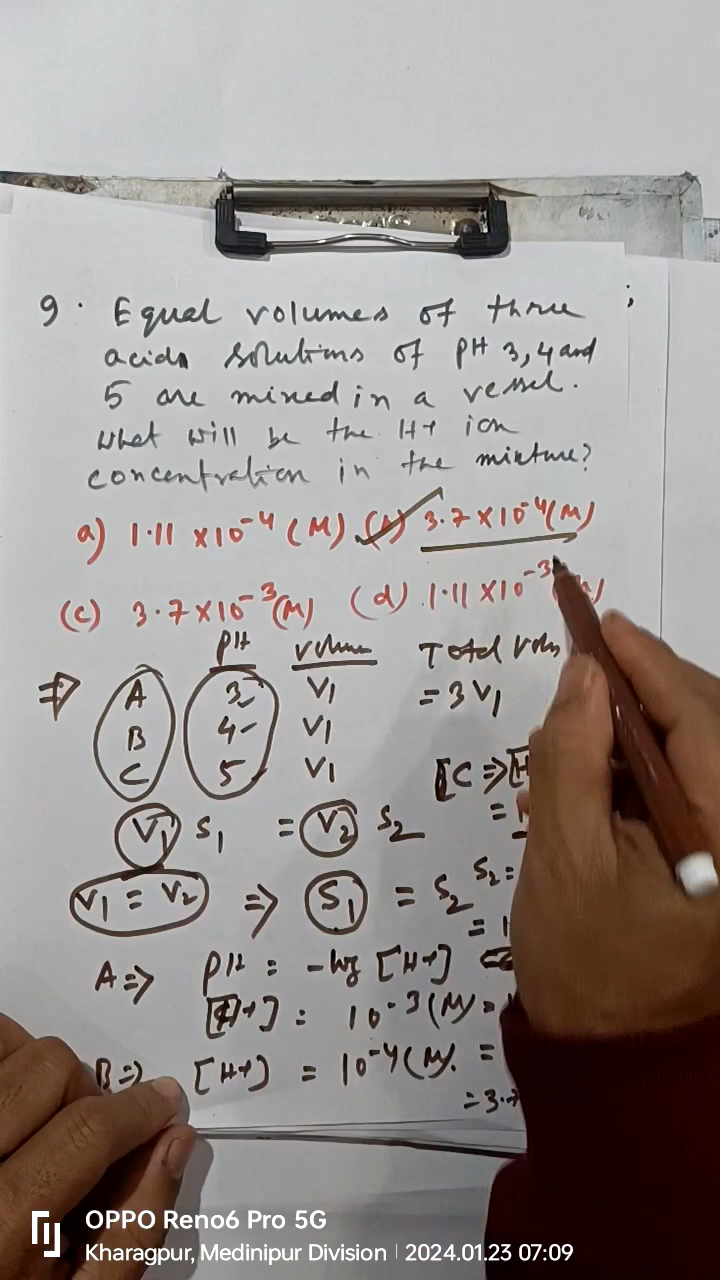 9. Equal volumes of three ;
acids solutions of PH 3, 4 and
5 are mixed in a vessel.
What will be the H+ ion
concentration in the mixture?
a) 1.11 × 10⁻⁴ (M) (b) 3.7 × 10⁻⁴ (M)
(c) 3.7 × 10⁻³ (M) (d) 1.11 × 10⁻³
PH Volume Total
⇒ A 3 V₁ = 3V₁
B 4 V₁
C 5 V₁ [C ⇒
V₁ S₁ = V₂ S₂ =
V₁ = V₂ ⇒ S₁ = S₂ S₂ =
= 1
A ⇒ PH = -log [H+]
[H+] = 10⁻³ (M) =
B ⇒ [H+] = 10⁻⁴ (M). =
= 3.7
OPPO Reno6 Pro 5G
Kharagpur, Medinipur Division | 2024.01.23 07:09